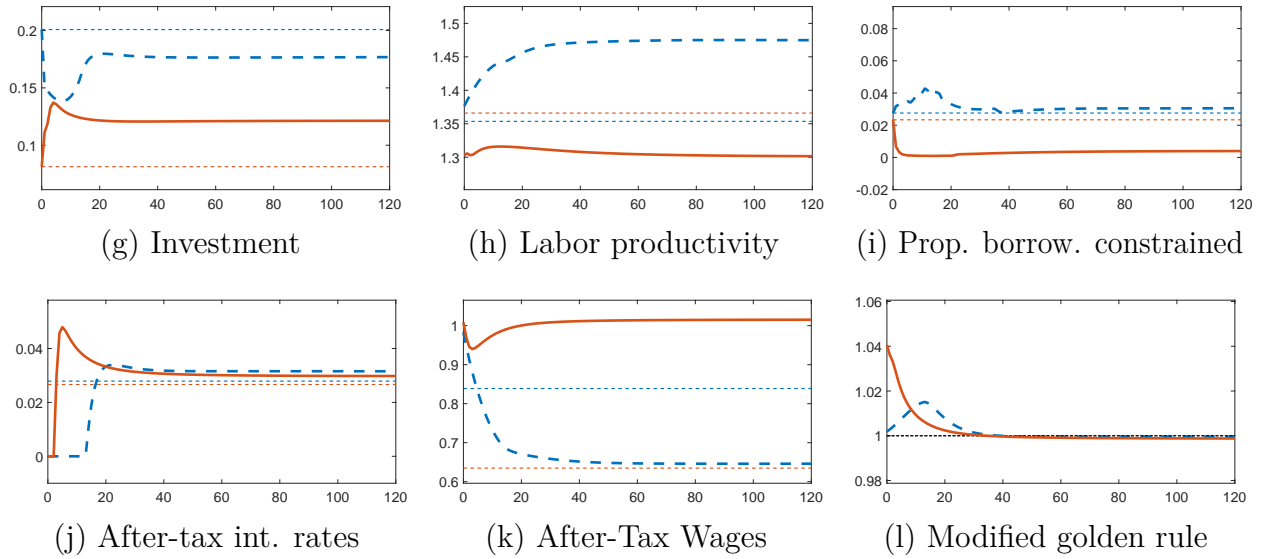 0.2
0.15
0.1
0 20 40 60 80 100 120
(g) Investment
1.5
1.45
1.4
1.35
1.3
0 20 40 60 80 100 120
(h) Labor productivity
0.08
0.06
0.04
0.02
0
-0.02
0 20 40 60 80 100 120
(i) Prop. borrow. constrained
0.04
0.02
0
0 20 40 60 80 100 120
(j) After-tax int. rates
1
0.9
0.8
0.7
0.6
0 20 40 60 80 100 120
(k) After-Tax Wages
1.06
1.04
1.02
1
0.98
0 20 40 60 80 100 120
(l) Modified golden rule